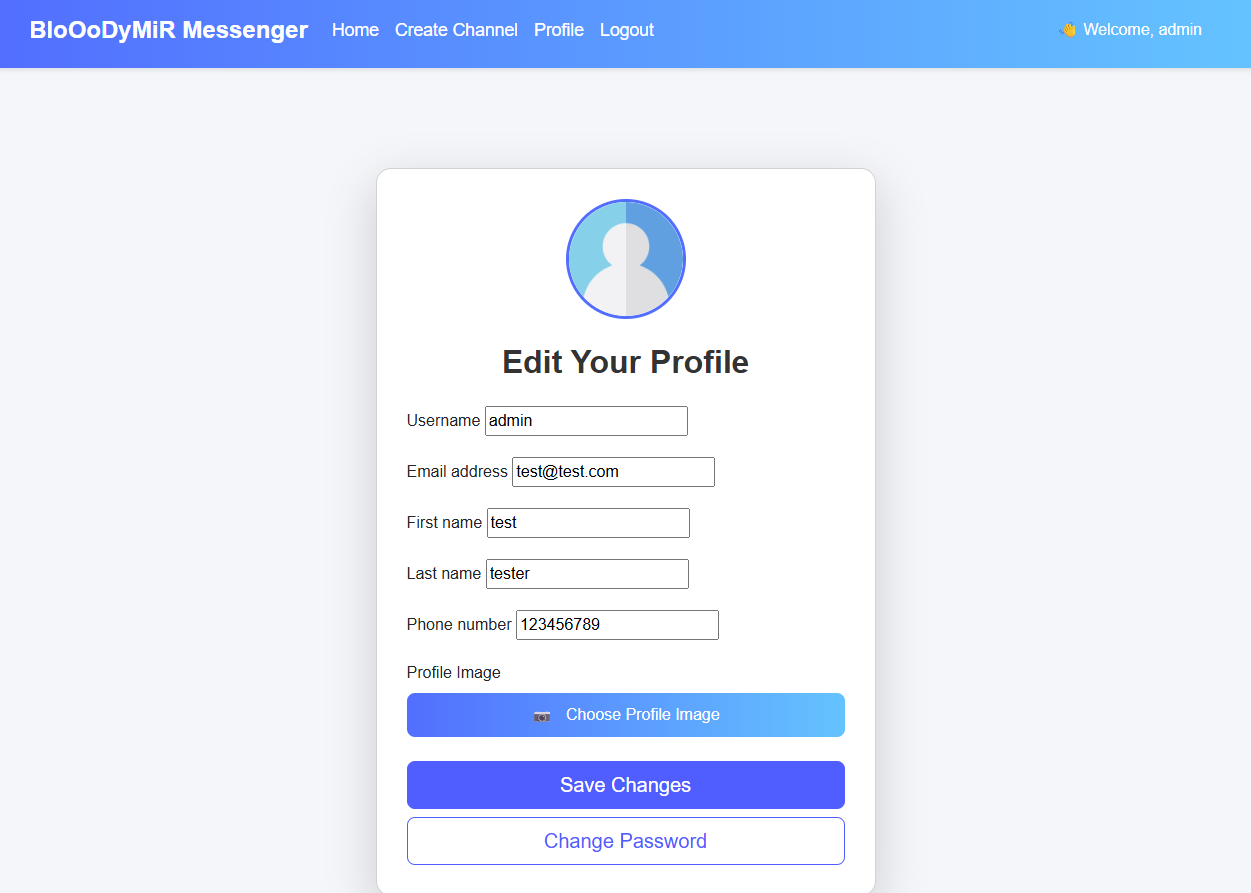 BloOoDyMiR Messenger Home Create Channel Profile Logout 👋 Welcome, admin
Edit Your Profile
Username admin
Email address test@test.com
First name test
Last name tester
Phone number 123456789
Profile Image
📷 Choose Profile Image
Save Changes
Change Password